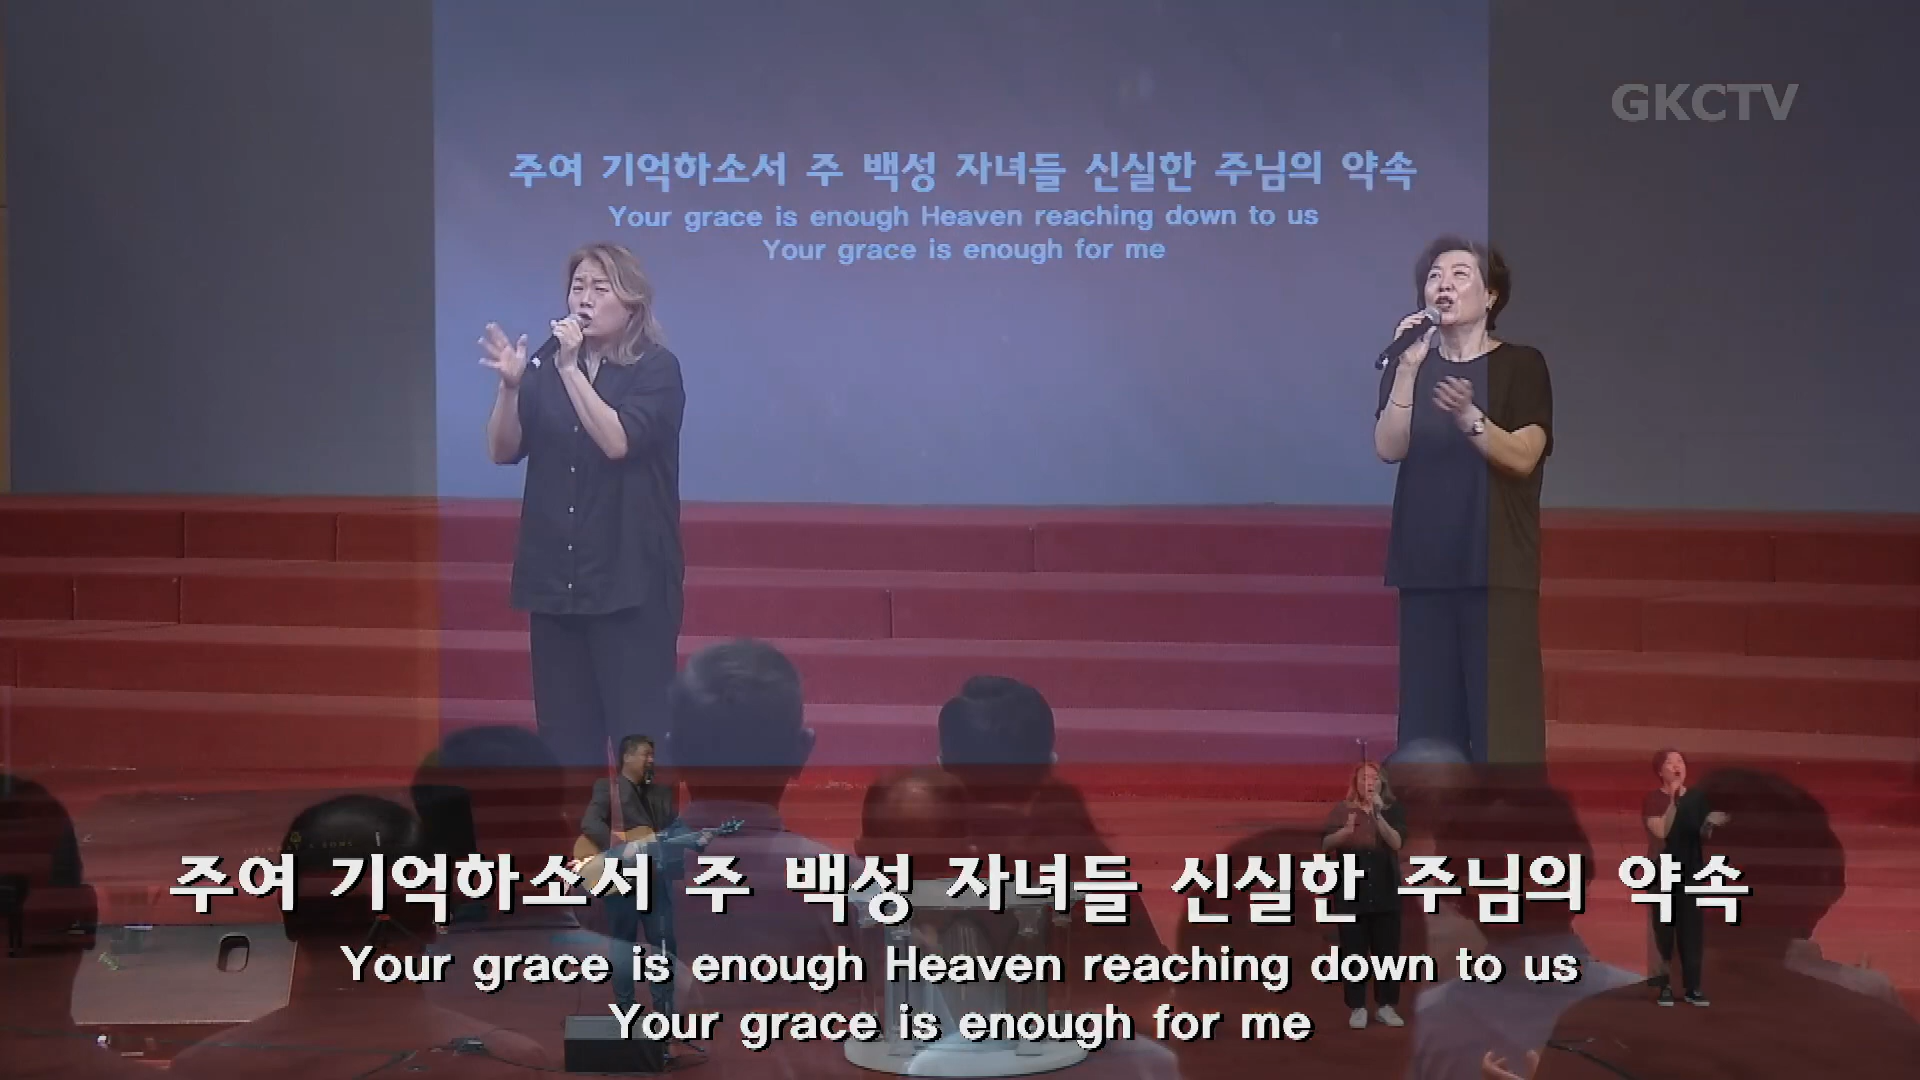 GKCTV
주여 기억하소서 주 백성 자녀들 신실한 주님의 약속
Your grace is enough Heaven reaching down to us
Your grace is enough for me
주여 기억하소서 주 백성 자녀들 신실한 주님의 약속
Your grace is enough Heaven reaching down to us
Your grace is enough for me